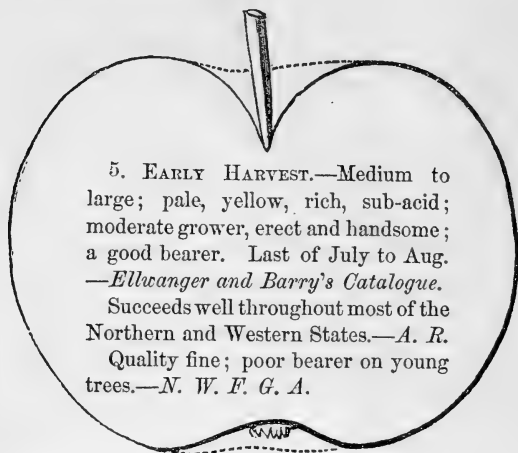 5. EARLY HARVEST.—Medium to
large; pale, yellow, rich, sub-acid;
moderate grower, erect and handsome;
a good bearer. Last of July to Aug.
—Ellwanger and Barry's Catalogue.
Succeeds well throughout most of the
Northern and Western States.—A. R.
Quality fine; poor bearer on young
trees.—N. W. F. G. A.